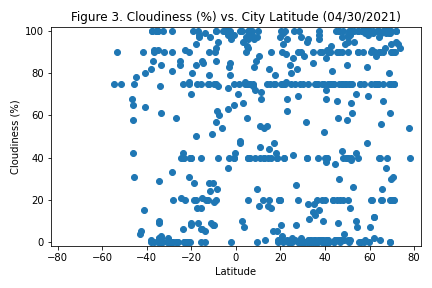 Figure 3. Cloudiness (%) vs. City Latitude (04/30/2021)
100
80
60
40
20
0
Cloudiness (%)
−80 −60 −40 −20 0 20 40 60 80
Latitude